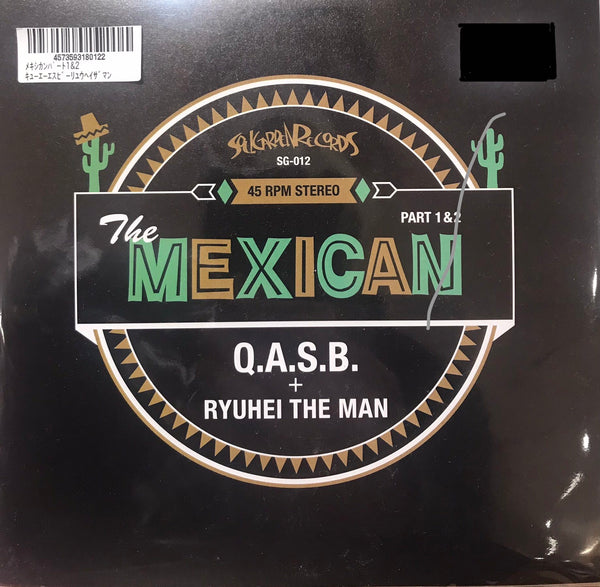 4573593180122
ﾒｷｼｶﾝﾊﾟｰﾄ1&2
ｷｭｰｴｰｴｽﾋﾞｰﾘｭｳﾍｲｻﾞﾏﾝ
SOULGARDEN RECORDS
SG-012
45 RPM STEREO
PART 1&2
The
MEXICAN
Q.A.S.B.
+
RYUHEI THE MAN